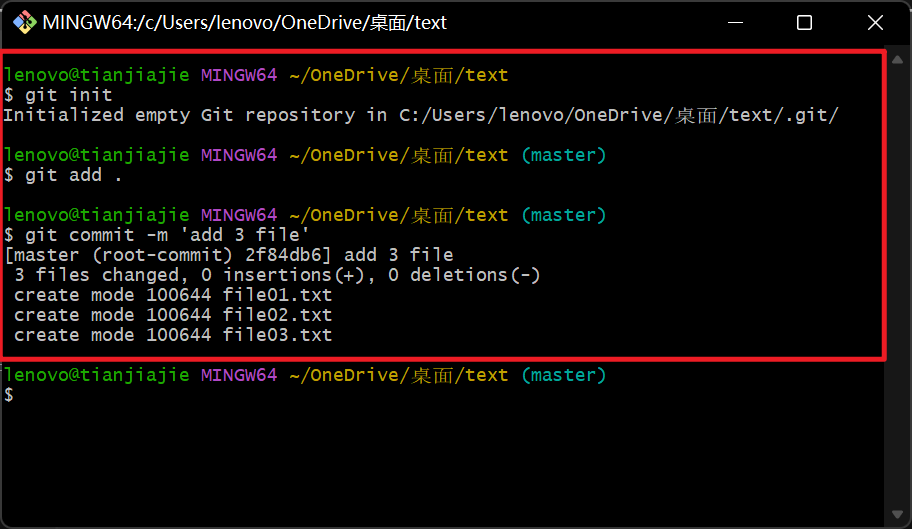 MINGW64:/c/Users/lenovo/OneDrive/桌面/text
lenovo@tianjiajie MINGW64 ~/OneDrive/桌面/text
$ git init
Initialized empty Git repository in C:/Users/lenovo/OneDrive/桌面/text/.git/
lenovo@tianjiajie MINGW64 ~/OneDrive/桌面/text (master)
$ git add .
lenovo@tianjiajie MINGW64 ~/OneDrive/桌面/text (master)
$ git commit -m 'add 3 file'
[master (root-commit) 2f84db6] add 3 file
 3 files changed, 0 insertions(+), 0 deletions(-)
 create mode 100644 file01.txt
 create mode 100644 file02.txt
 create mode 100644 file03.txt
lenovo@tianjiajie MINGW64 ~/OneDrive/桌面/text (master)
$